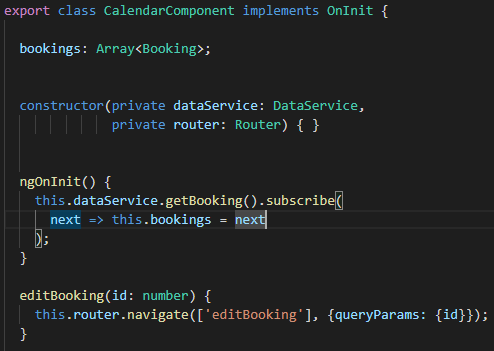 export class CalendarComponent implements OnInit {
bookings: Array<Booking>;
constructor(private dataService: DataService,
private router: Router) { }
ngOnInit() {
this.dataService.getBooking().subscribe(
next => this.bookings = next
);
}
editBooking(id: number) {
this.router.navigate(['editBooking'], {queryParams: {id}});
}